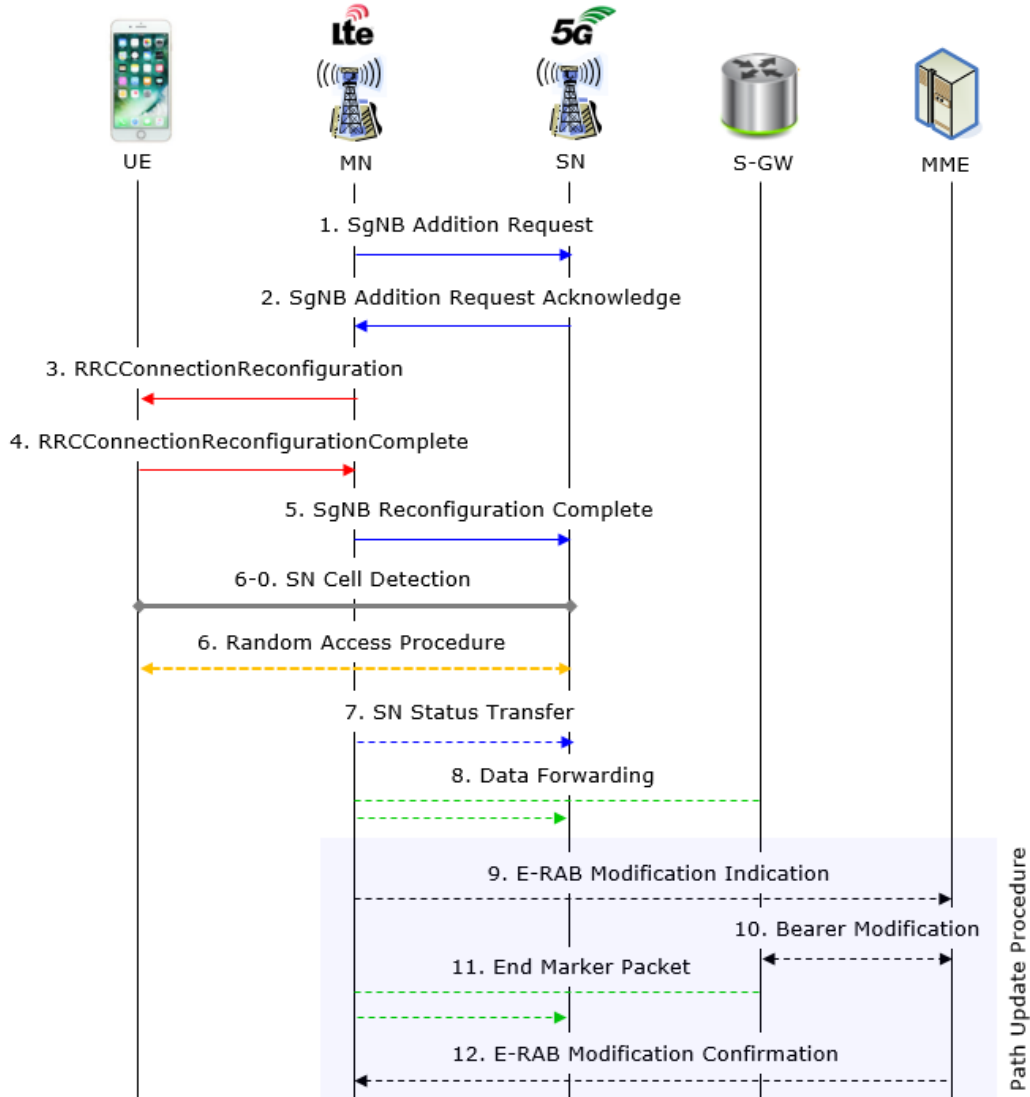 Lte
5G
UE
MN
SN
S-GW
MME
1. SgNB Addition Request
2. SgNB Addition Request Acknowledge
3. RRCConnectionReconfiguration
4. RRCConnectionReconfigurationComplete
5. SgNB Reconfiguration Complete
6-0. SN Cell Detection
6. Random Access Procedure
7. SN Status Transfer
8. Data Forwarding
9. E-RAB Modification Indication
10. Bearer Modification
11. End Marker Packet
12. E-RAB Modification Confirmation
Path Update Procedure